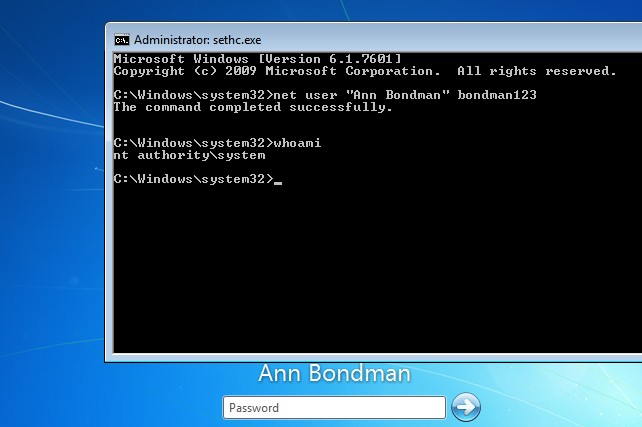 Administrator: sethc.exe
Microsoft Windows [Version 6.1.7601]
Copyright (c) 2009 Microsoft Corporation.  All rights reserved.
C:\Windows\system32>net user "Ann Bondman" bondman123
The command completed successfully.
C:\Windows\system32>whoami
nt authority\system
C:\Windows\system32>_
Ann Bondman
Password